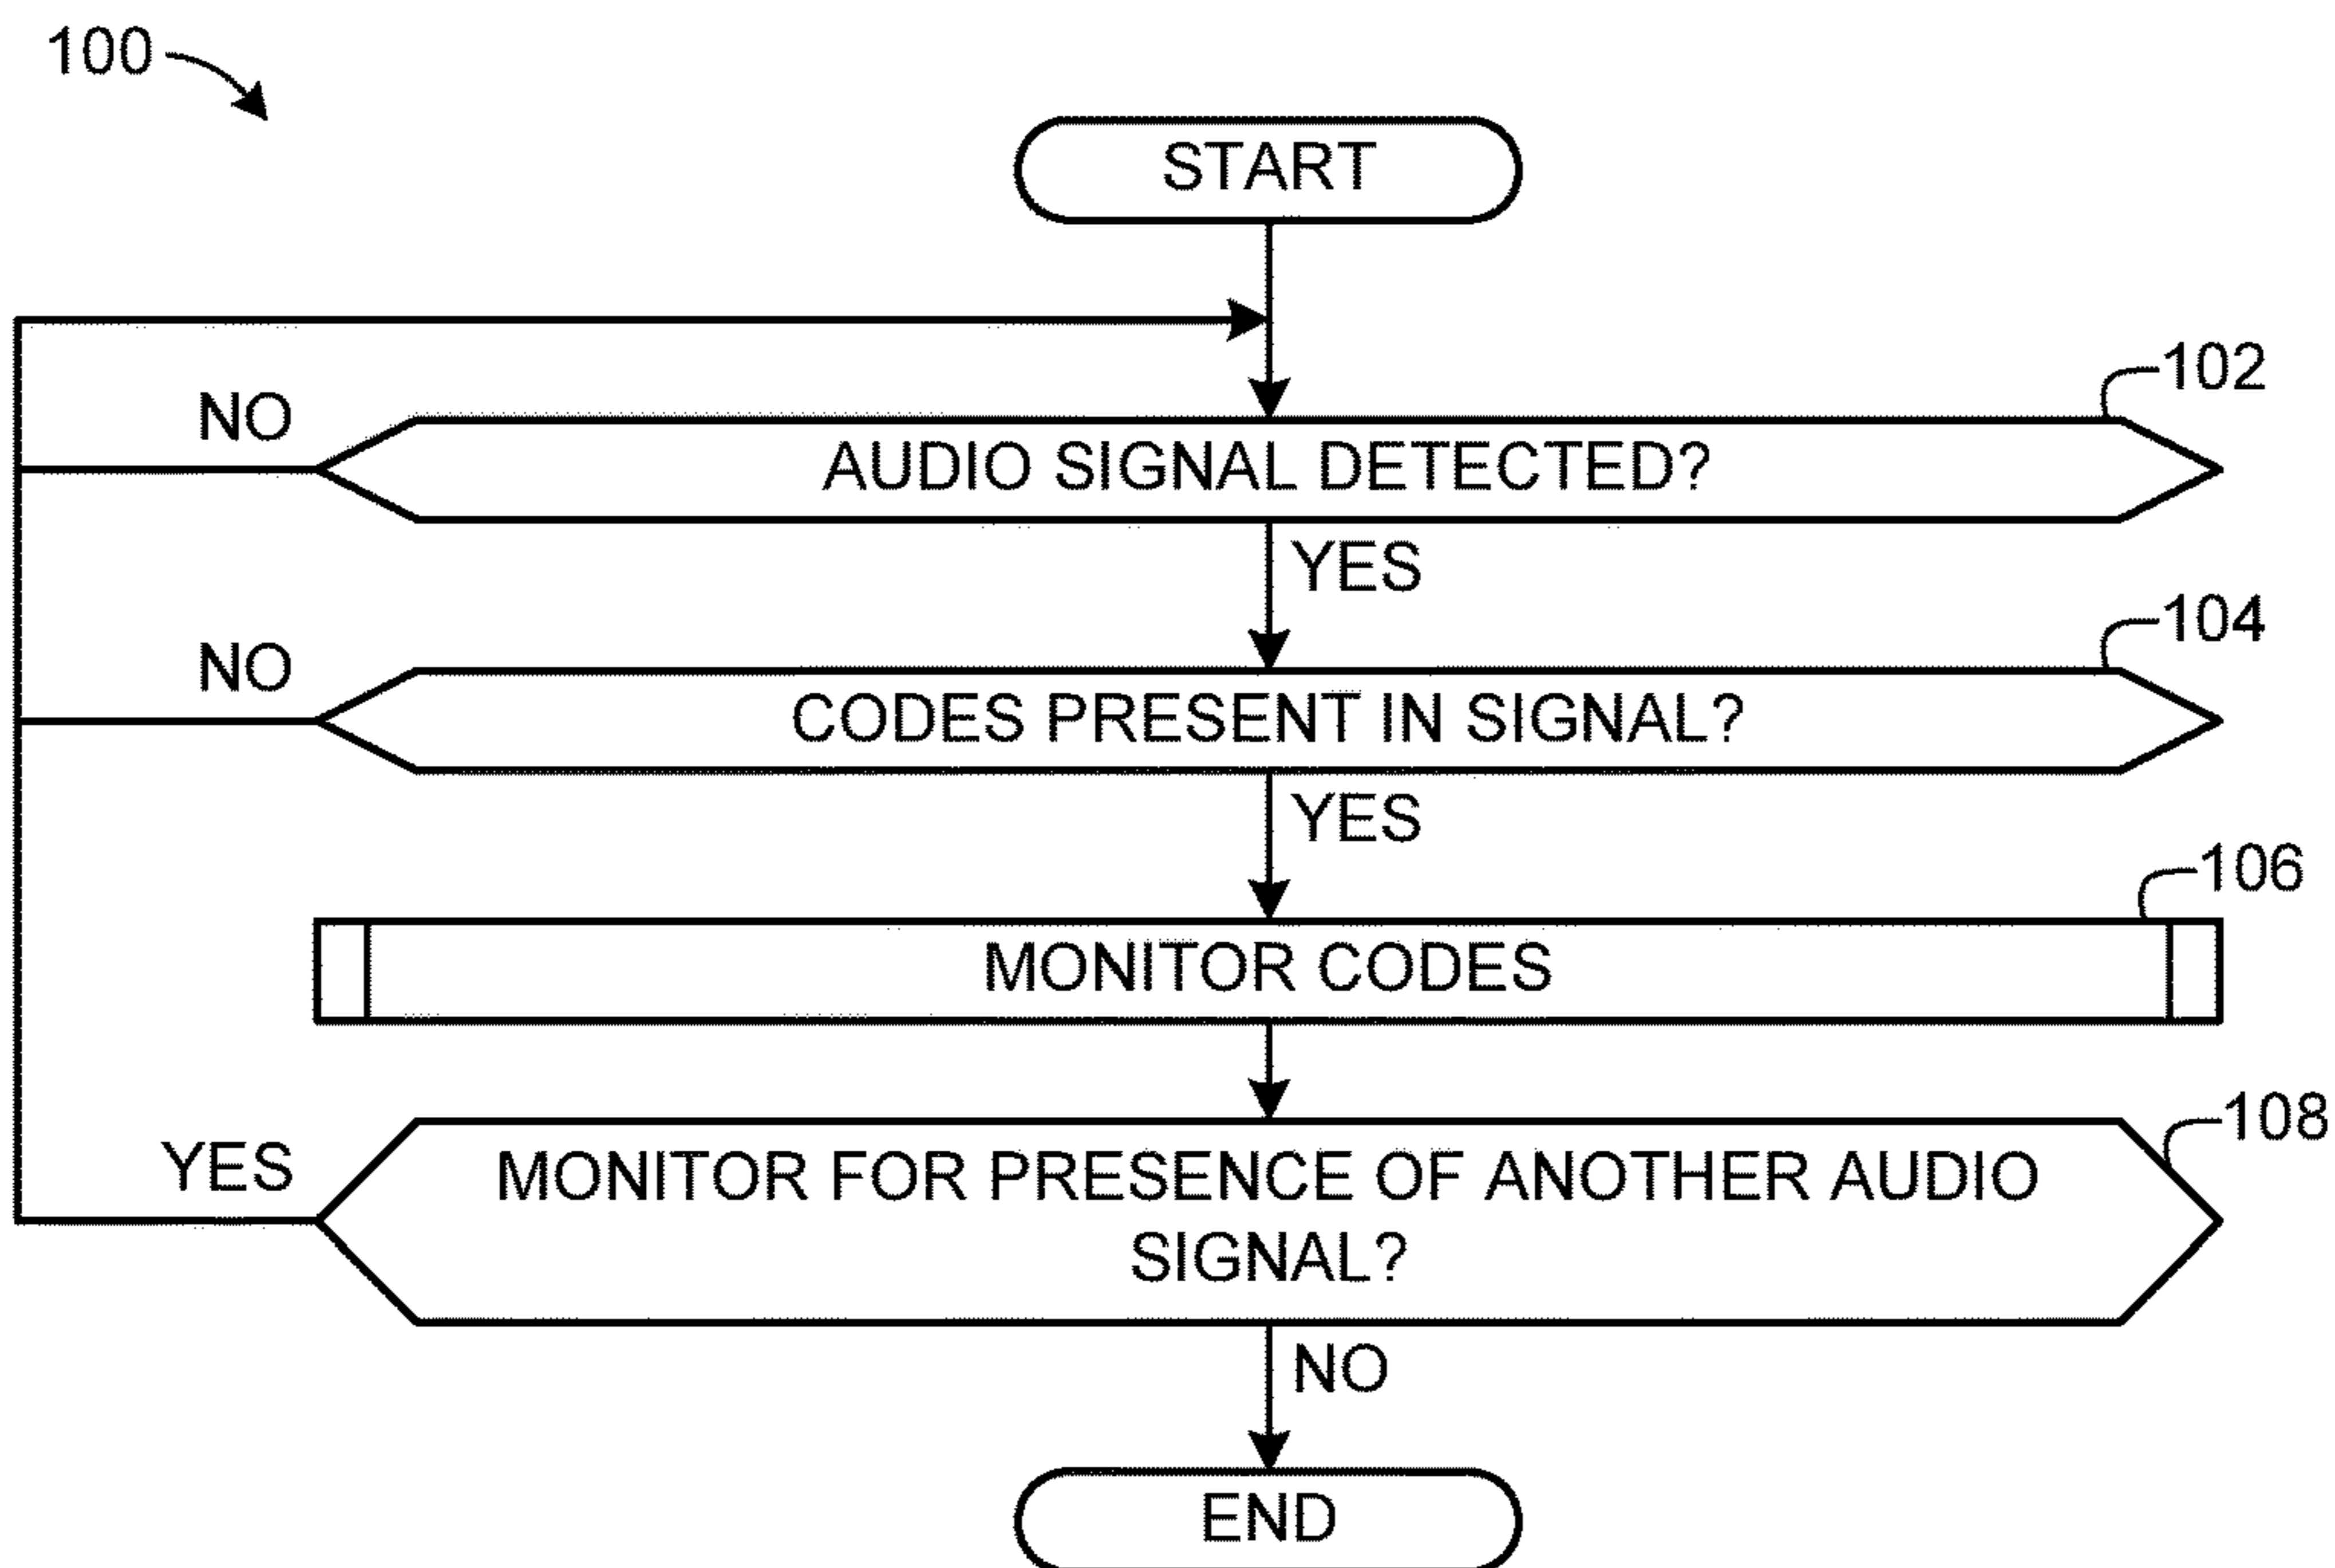 100
START
102
NO
AUDIO SIGNAL DETECTED?
YES
104
NO
CODES PRESENT IN SIGNAL?
YES
106
MONITOR CODES
108
YES
MONITOR FOR PRESENCE OF ANOTHER AUDIO
SIGNAL?
NO
END